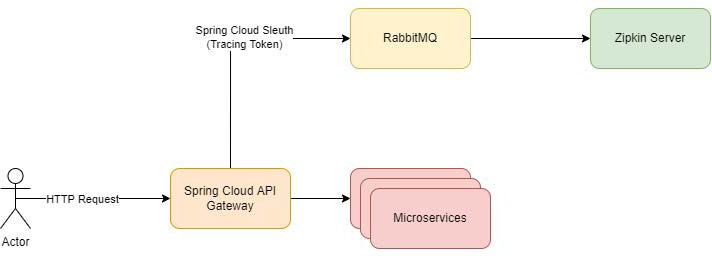 Spring Cloud Sleuth
(Tracing Token)
RabbitMQ
Zipkin Server
HTTP Request
Spring Cloud API
Gateway
Microservices
Actor